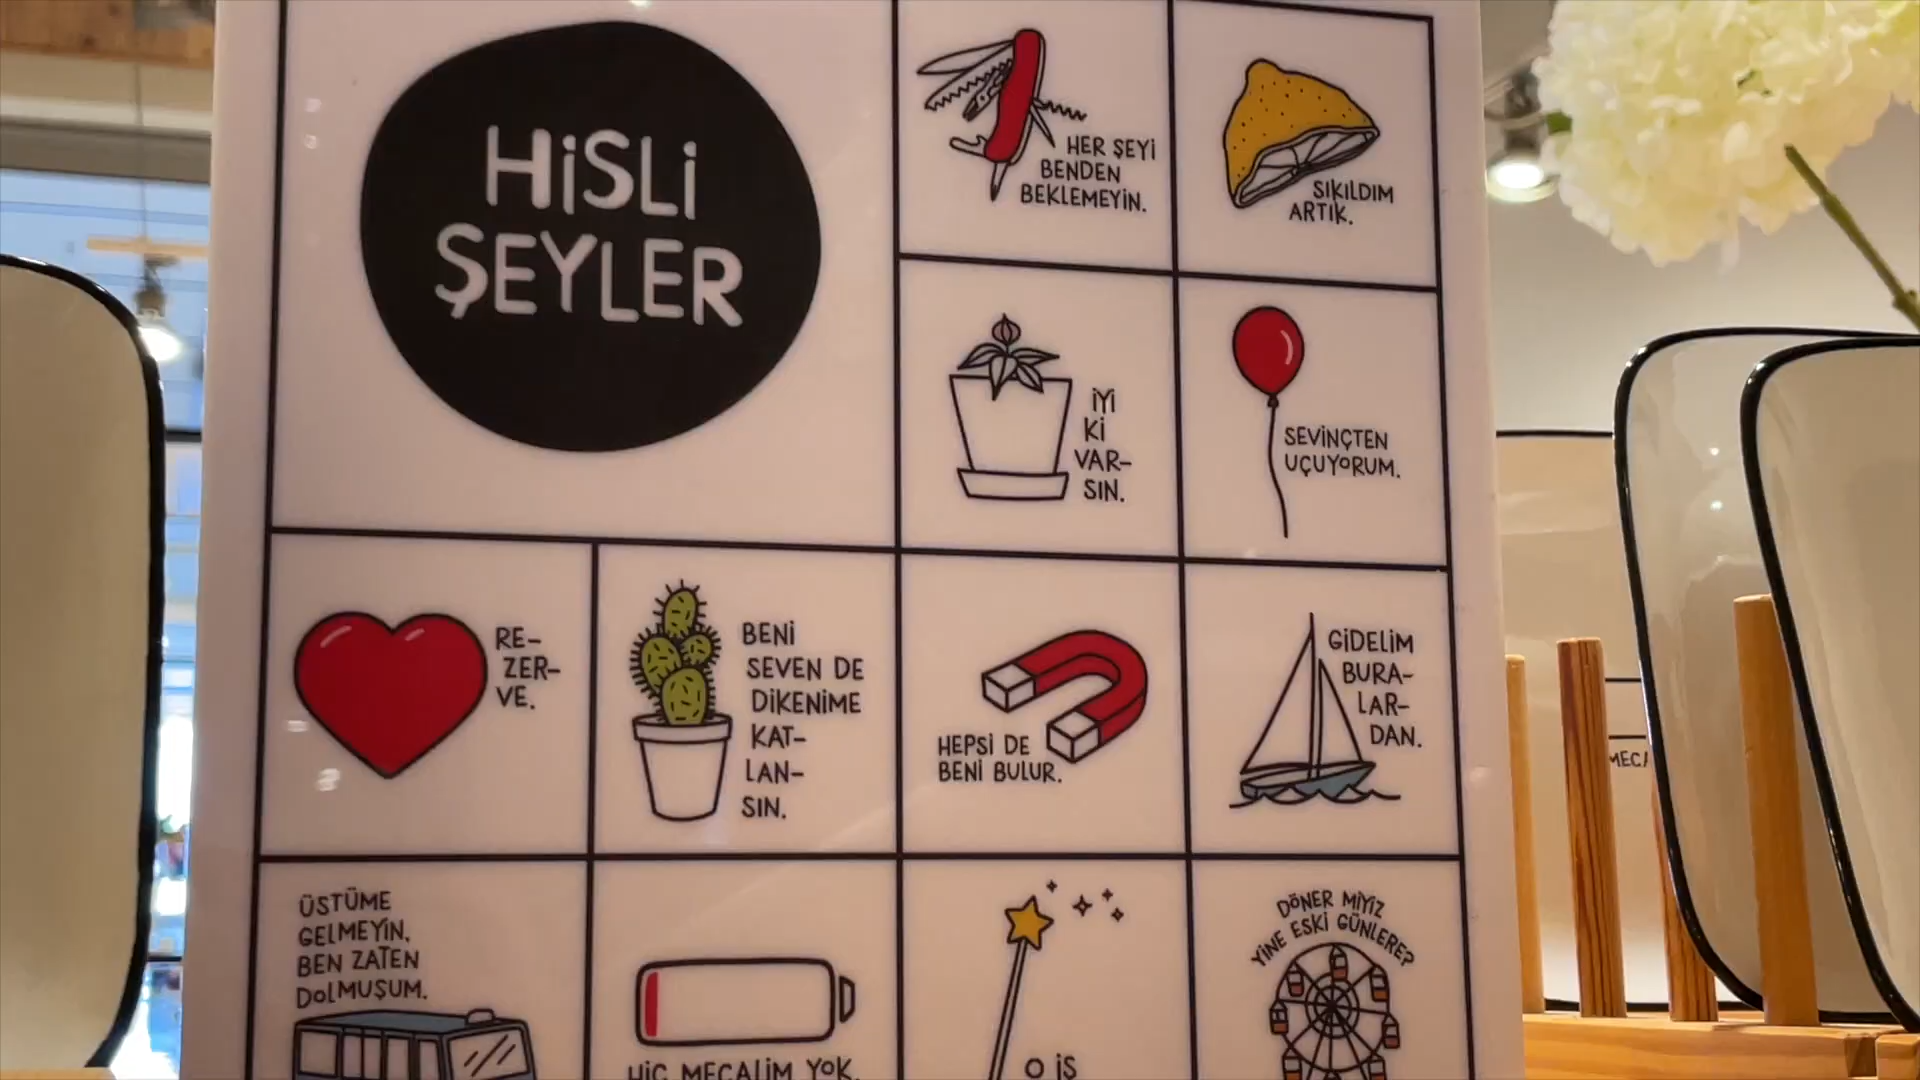 HiSLi
ŞEYLER
HER ŞEYİ
BENDEN
BEKLEMEYİN.
SIKILDIM
ARTIK.
İYİ
Kİ
VAR-
SIN.
SEVİNÇTEN
UÇUYORUM.
RE-
ZER-
VE.
BENİ
SEVEN DE
DİKENİME
KAT-
LAN-
SIN.
HEPSİ DE
BENİ BULUR.
GİDELİM
BURA-
LAR-
DAN.
ÜSTÜME
GELMEYİN,
BEN ZATEN
DOLMUŞUM.
HİÇ MECALİM YOK.
O İŞ
DÖNER MİYİZ
YİNE ESKİ GÜNLERE?